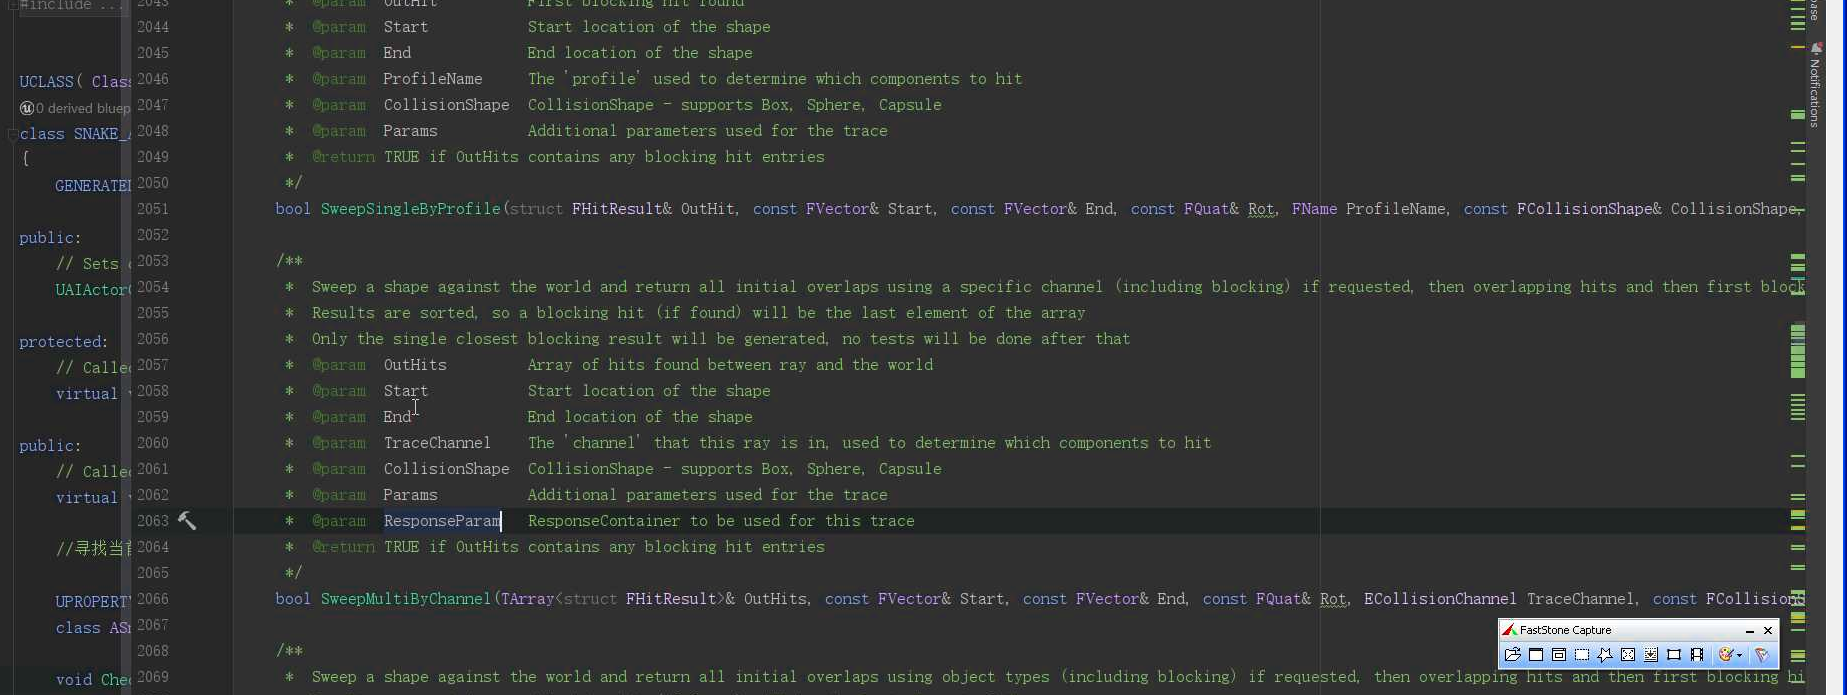 #include ...
UCLASS( Clas
0 derived bluep
class SNAKE_
{
GENERATE
public:
// Sets
UAIActor
protected:
// Calle
virtual
public:
// Calle
virtual
//寻找当
UPROPERTY
class AS
void Che
2043 * @param OutHit First blocking hit found
2044 * @param Start Start location of the shape
2045 * @param End End location of the shape
2046 * @param ProfileName The 'profile' used to determine which components to hit
2047 * @param CollisionShape CollisionShape - supports Box, Sphere, Capsule
2048 * @param Params Additional parameters used for the trace
2049 * @return TRUE if OutHits contains any blocking hit entries
2050 */
2051 bool SweepSingleByProfile(struct FHitResult& OutHit, const FVector& Start, const FVector& End, const FQuat& Rot, FName ProfileName, const FCollisionShape& CollisionShape,
2052
2053 /**
2054 * Sweep a shape against the world and return all initial overlaps using a specific channel (including blocking) if requested, then overlapping hits and then first block
2055 * Results are sorted, so a blocking hit (if found) will be the last element of the array
2056 * Only the single closest blocking result will be generated, no tests will be done after that
2057 * @param OutHits Array of hits found between ray and the world
2058 * @param Start Start location of the shape
2059 * @param End End location of the shape
2060 * @param TraceChannel The 'channel' that this ray is in, used to determine which components to hit
2061 * @param CollisionShape CollisionShape - supports Box, Sphere, Capsule
2062 * @param Params Additional parameters used for the trace
2063 * @param ResponseParam ResponseContainer to be used for this trace
2064 * @return TRUE if OutHits contains any blocking hit entries
2065 */
2066 bool SweepMultiByChannel(TArray<struct FHitResult>& OutHits, const FVector& Start, const FVector& End, const FQuat& Rot, ECollisionChannel TraceChannel, const FCollisionS
2067
2068 /**
2069 * Sweep a shape against the world and return all initial overlaps using object types (including blocking) if requested, then overlapping hits and then first blocking hi
Notifications
FastStone Capture